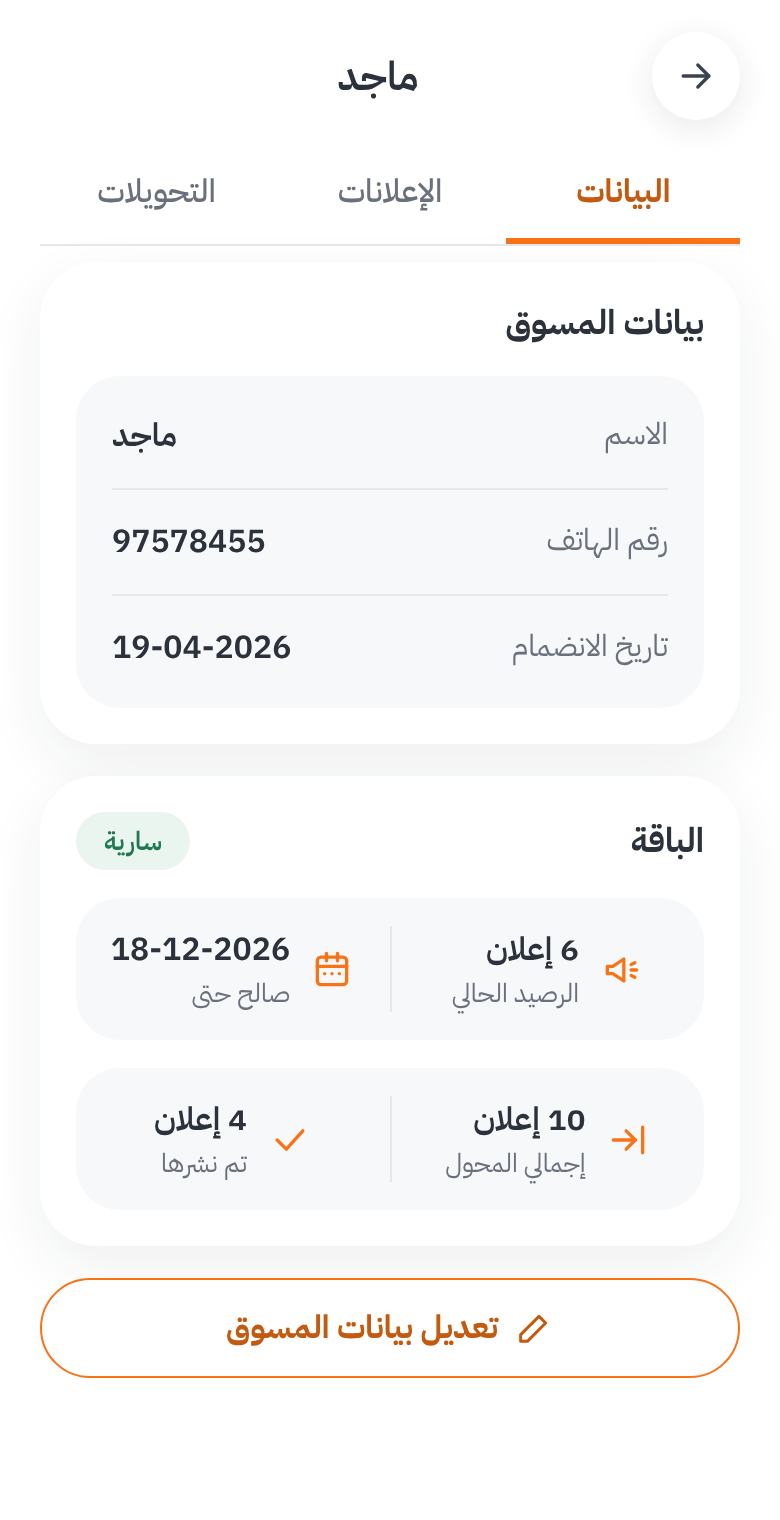 ماجد
البيانات
الإعلانات
التحويلات
بيانات المسوق
الاسم
ماجد
رقم الهاتف
97578455
تاريخ الانضمام
19-04-2026
الباقة
سارية
6 إعلان
الرصيد الحالي
18-12-2026
صالح حتى
10 إعلان
إجمالي المحول
4 إعلان
تم نشرها
تعديل بيانات المسوق